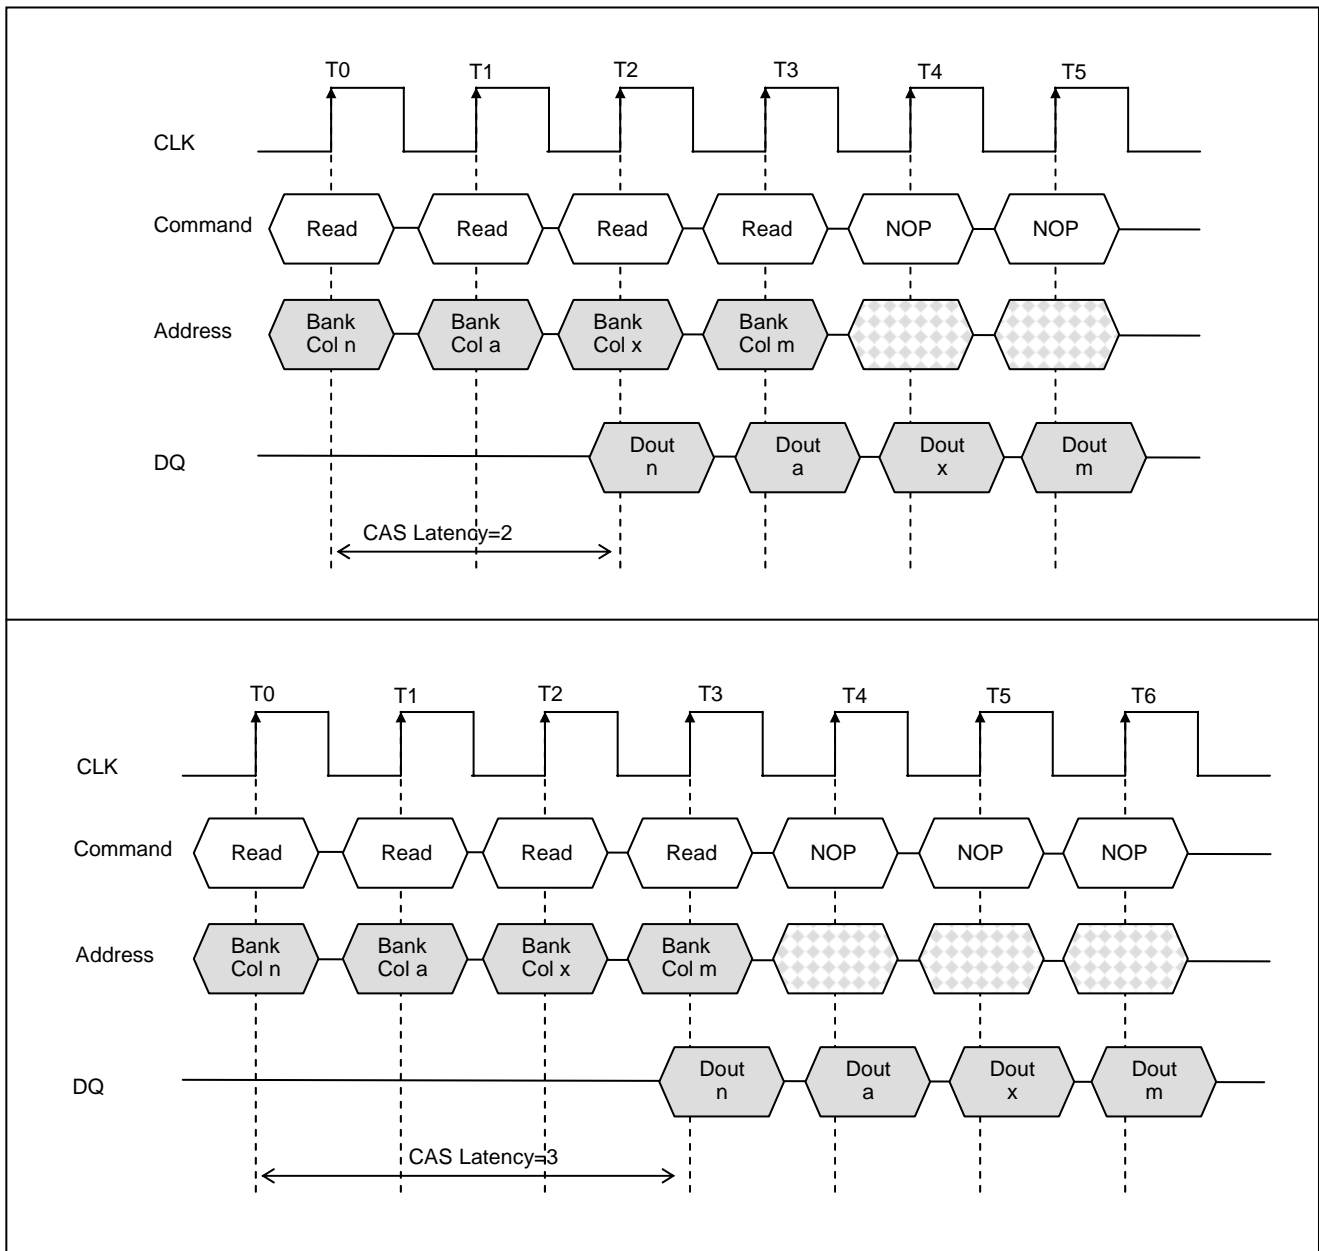 T0 T1 T2 T3 T4 T5
CLK
Command Read Read Read Read NOP NOP
Address
Bank Col n
Bank Col a
Bank Col x
Bank Col m
DQ
Dout n
Dout a
Dout x
Dout m
CAS Latency=2
T0 T1 T2 T3 T4 T5 T6
CLK
Command Read Read Read Read NOP NOP NOP
Address
Bank Col n
Bank Col a
Bank Col x
Bank Col m
DQ
Dout n
Dout a
Dout x
Dout m
CAS Latency=3